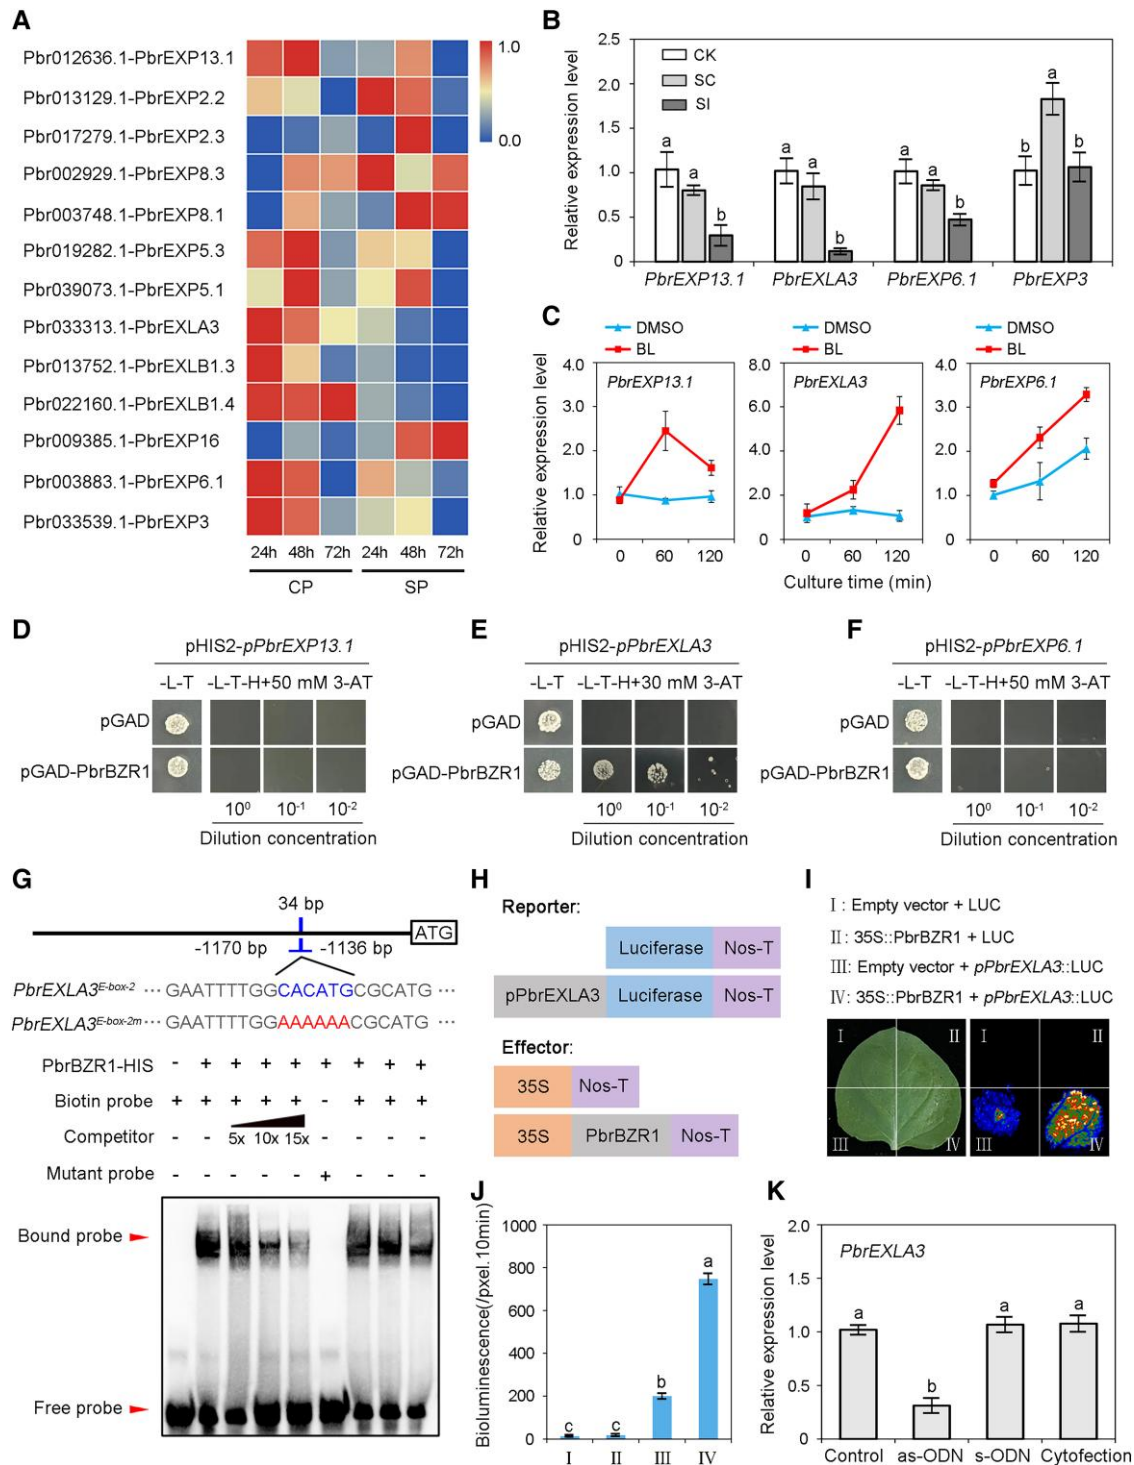 A
Pbr012636.1-PbrEXP13.1
Pbr013129.1-PbrEXP2.2
Pbr017279.1-PbrEXP2.3
Pbr002929.1-PbrEXP8.3
Pbr003748.1-PbrEXP8.1
Pbr019282.1-PbrEXP5.3
Pbr039073.1-PbrEXP5.1
Pbr033313.1-PbrEXLA3
Pbr013752.1-PbrEXLB1.3
Pbr022160.1-PbrEXLB1.4
Pbr009385.1-PbrEXP16
Pbr003883.1-PbrEXP6.1
Pbr033539.1-PbrEXP3
24h 48h 72h 24h 48h 72h
CP SP
1.0
0.0
B
Relative expression level
2.5
2.0
1.5
1.0
0.5
0
CK
SC
SI
a a b a a b a a b b a b
PbrEXP13.1 PbrEXLA3 PbrEXP6.1 PbrEXP3
C
DMSO DMSO DMSO
BL BL BL
Relative expression level
4.0 8.0 4.0
PbrEXP13.1 PbrEXLA3 PbrEXP6.1
3.0 6.0 3.0
2.0 4.0 2.0
1.0 2.0 1.0
0 0 0
0 60 120 0 60 120 0 60 120
Culture time (min)
D
pHIS2-pPbrEXP13.1
-L-T -L-T-H+50 mM 3-AT
pGAD
pGAD-PbrBZR1
10⁰ 10⁻¹ 10⁻²
Dilution concentration
E
pHIS2-pPbrEXLA3
-L-T -L-T-H+30 mM 3-AT
pGAD
pGAD-PbrBZR1
10⁰ 10⁻¹ 10⁻²
Dilution concentration
F
pHIS2-pPbrEXP6.1
-L-T -L-T-H+50 mM 3-AT
pGAD
pGAD-PbrBZR1
10⁰ 10⁻¹ 10⁻²
Dilution concentration
G
34 bp
ATG
-1170 bp -1136 bp
PbrEXLA3E-box-2 ··· GAATTTTGGCACATGCGCATG ···
PbrEXLA3E-box-2m ··· GAATTTTGGAAAAAACGCATG ···
PbrBZR1-HIS - + + + + + + + +
Biotin probe + + + + + - + + +
Competitor - - 5x 10x 15x - - - -
Mutant probe - - - - - + - - -
Bound probe
Free probe
H
Reporter:
Luciferase Nos-T
pPbrEXLA3 Luciferase Nos-T
Effector:
35S Nos-T
35S PbrBZR1 Nos-T
I
Ⅰ: Empty vector + LUC
Ⅱ: 35S::PbrBZR1 + LUC
Ⅲ: Empty vector + pPbrEXLA3::LUC
Ⅳ: 35S::PbrBZR1 + pPbrEXLA3::LUC
Ⅰ Ⅱ Ⅰ Ⅱ
Ⅲ Ⅳ Ⅲ Ⅳ
J
Bioluminescence(/pxel.10min)
1000
800
600
400
200
0
c c b a
Ⅰ Ⅱ Ⅲ Ⅳ
K
Relative expression level
2.0
1.5
1.0
0.5
0
PbrEXLA3
a b a a
Control as-ODN s-ODN Cytofection